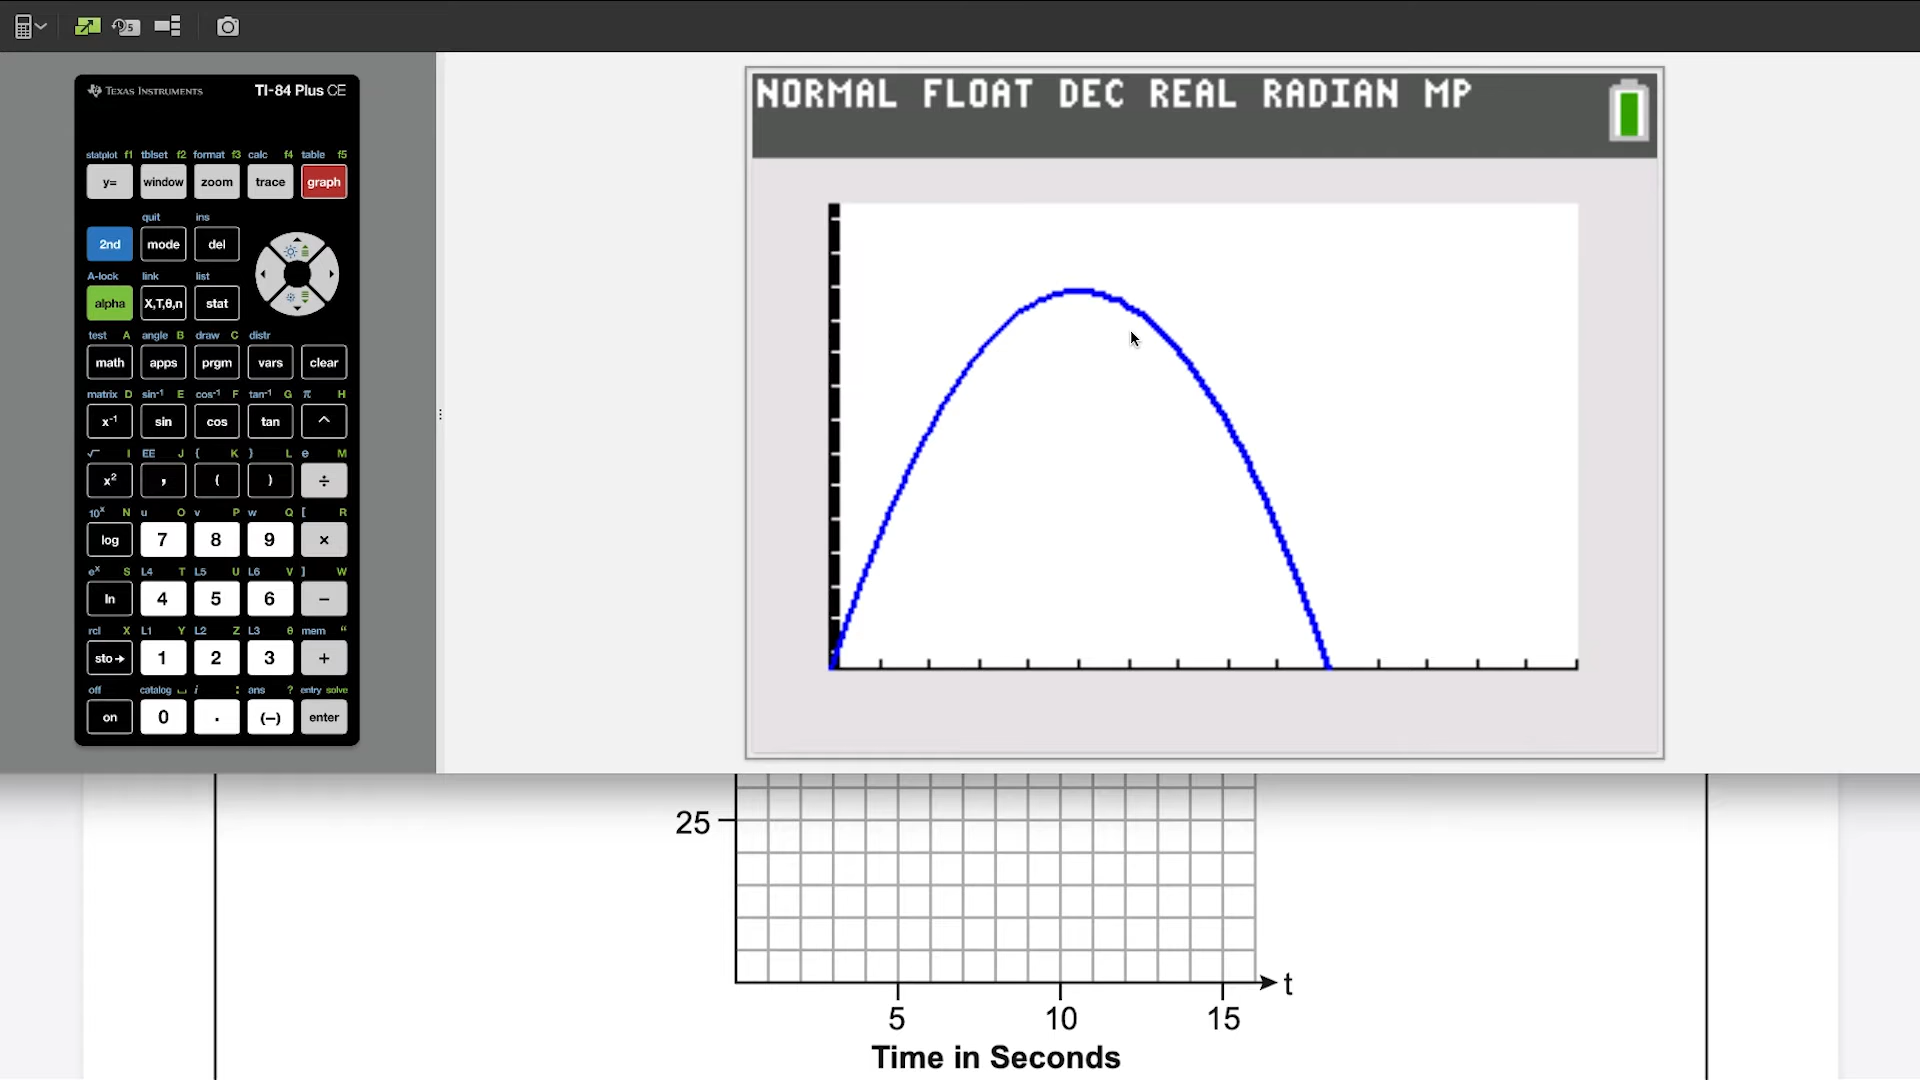 TEXAS INSTRUMENTS TI-84 Plus CE
statplot f1 tblset f2 format f3 calc f4 table f5
y= window zoom trace graph
quit ins
2nd mode del
A-lock link list
alpha X,T,θ,n stat
test A angle B draw C distr
math apps prgm vars clear
matrix D sin⁻¹ E cos⁻¹ F tan⁻¹ G π H
x⁻¹ sin cos tan ^
√ I EE J { K } L e M
x² , ( ) ÷
10ˣ N u O v P w Q [ R
log 7 8 9 ×
eˣ S L4 T L5 U L6 V ] W
ln 4 5 6 −
rcl X L1 Y L2 Z L3 θ mem “
sto→ 1 2 3 +
off catalog ⎵ i : ans ? entry solve
on 0 . (−) enter
NORMAL FLOAT DEC REAL RADIAN MP
25
t
5 10 15
Time in Seconds